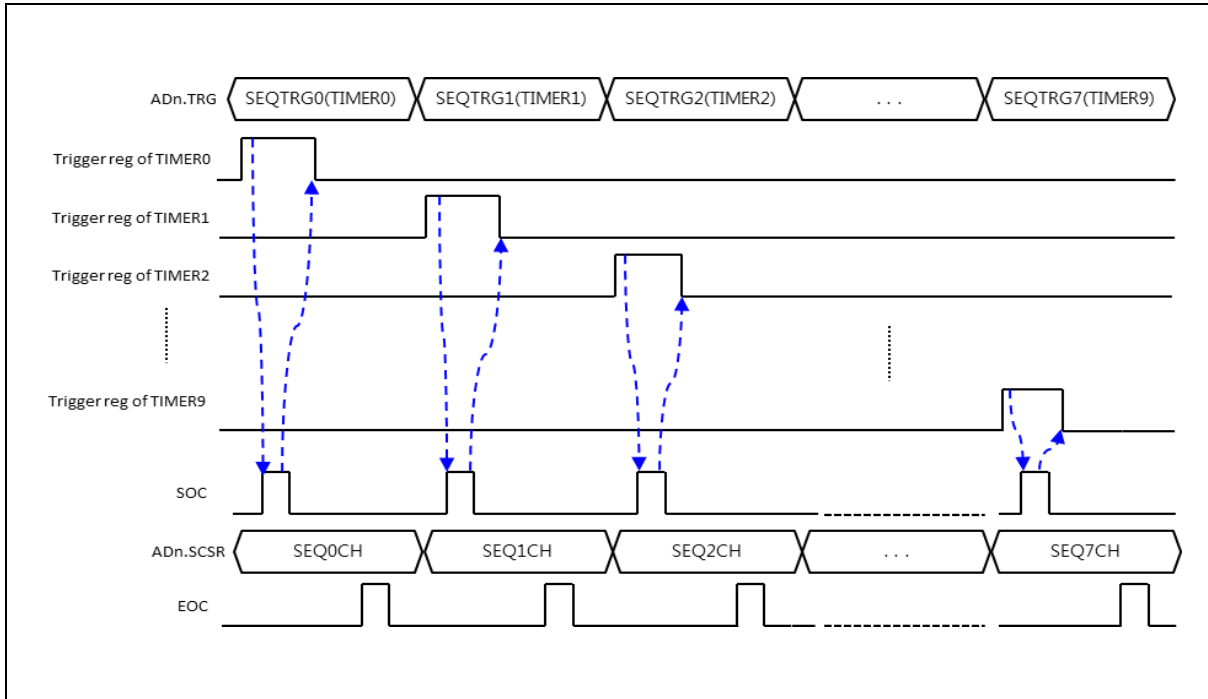 ADn.TRG SEQTRG0(TIMER0) SEQTRG1(TIMER1) SEQTRG2(TIMER2) . . . SEQTRG7(TIMER9)
Trigger reg of TIMER0
Trigger reg of TIMER1
Trigger reg of TIMER2
Trigger reg of TIMER9
SOC
ADn.SCSR SEQ0CH SEQ1CH SEQ2CH . . . SEQ7CH
EOC